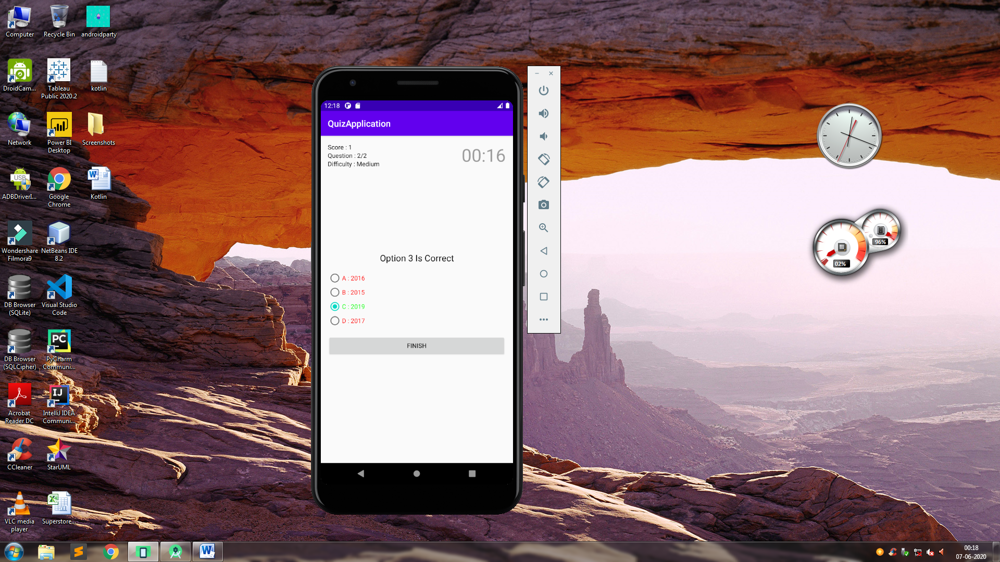 Computer
Recycle Bin
androidparty
DroidCam...
Tableau
Public 2020.2
kotlin
Network
Power BI
Desktop
Screenshots
USB
ADBDriverI...
Google
Chrome
Kotlin
Wondershare
Filmora9
NetBeans IDE
8.2
DB Browser
(SQLite)
Visual Studio
Code
DB Browser
(SQLCipher)
PC
PyCharm
Communi...
Acrobat
Reader DC
IJ
IntelliJ IDEA
Communi...
CCleaner
StarUML
VLC media
player
Superstore...
12:18
QuizApplication
Score : 1
Question : 2/2
Difficulty : Medium
00:16
Option 3 Is Correct
A : 2016
B : 2015
C : 2019
D : 2017
FINISH
96%
02%
00:18
07-06-2020